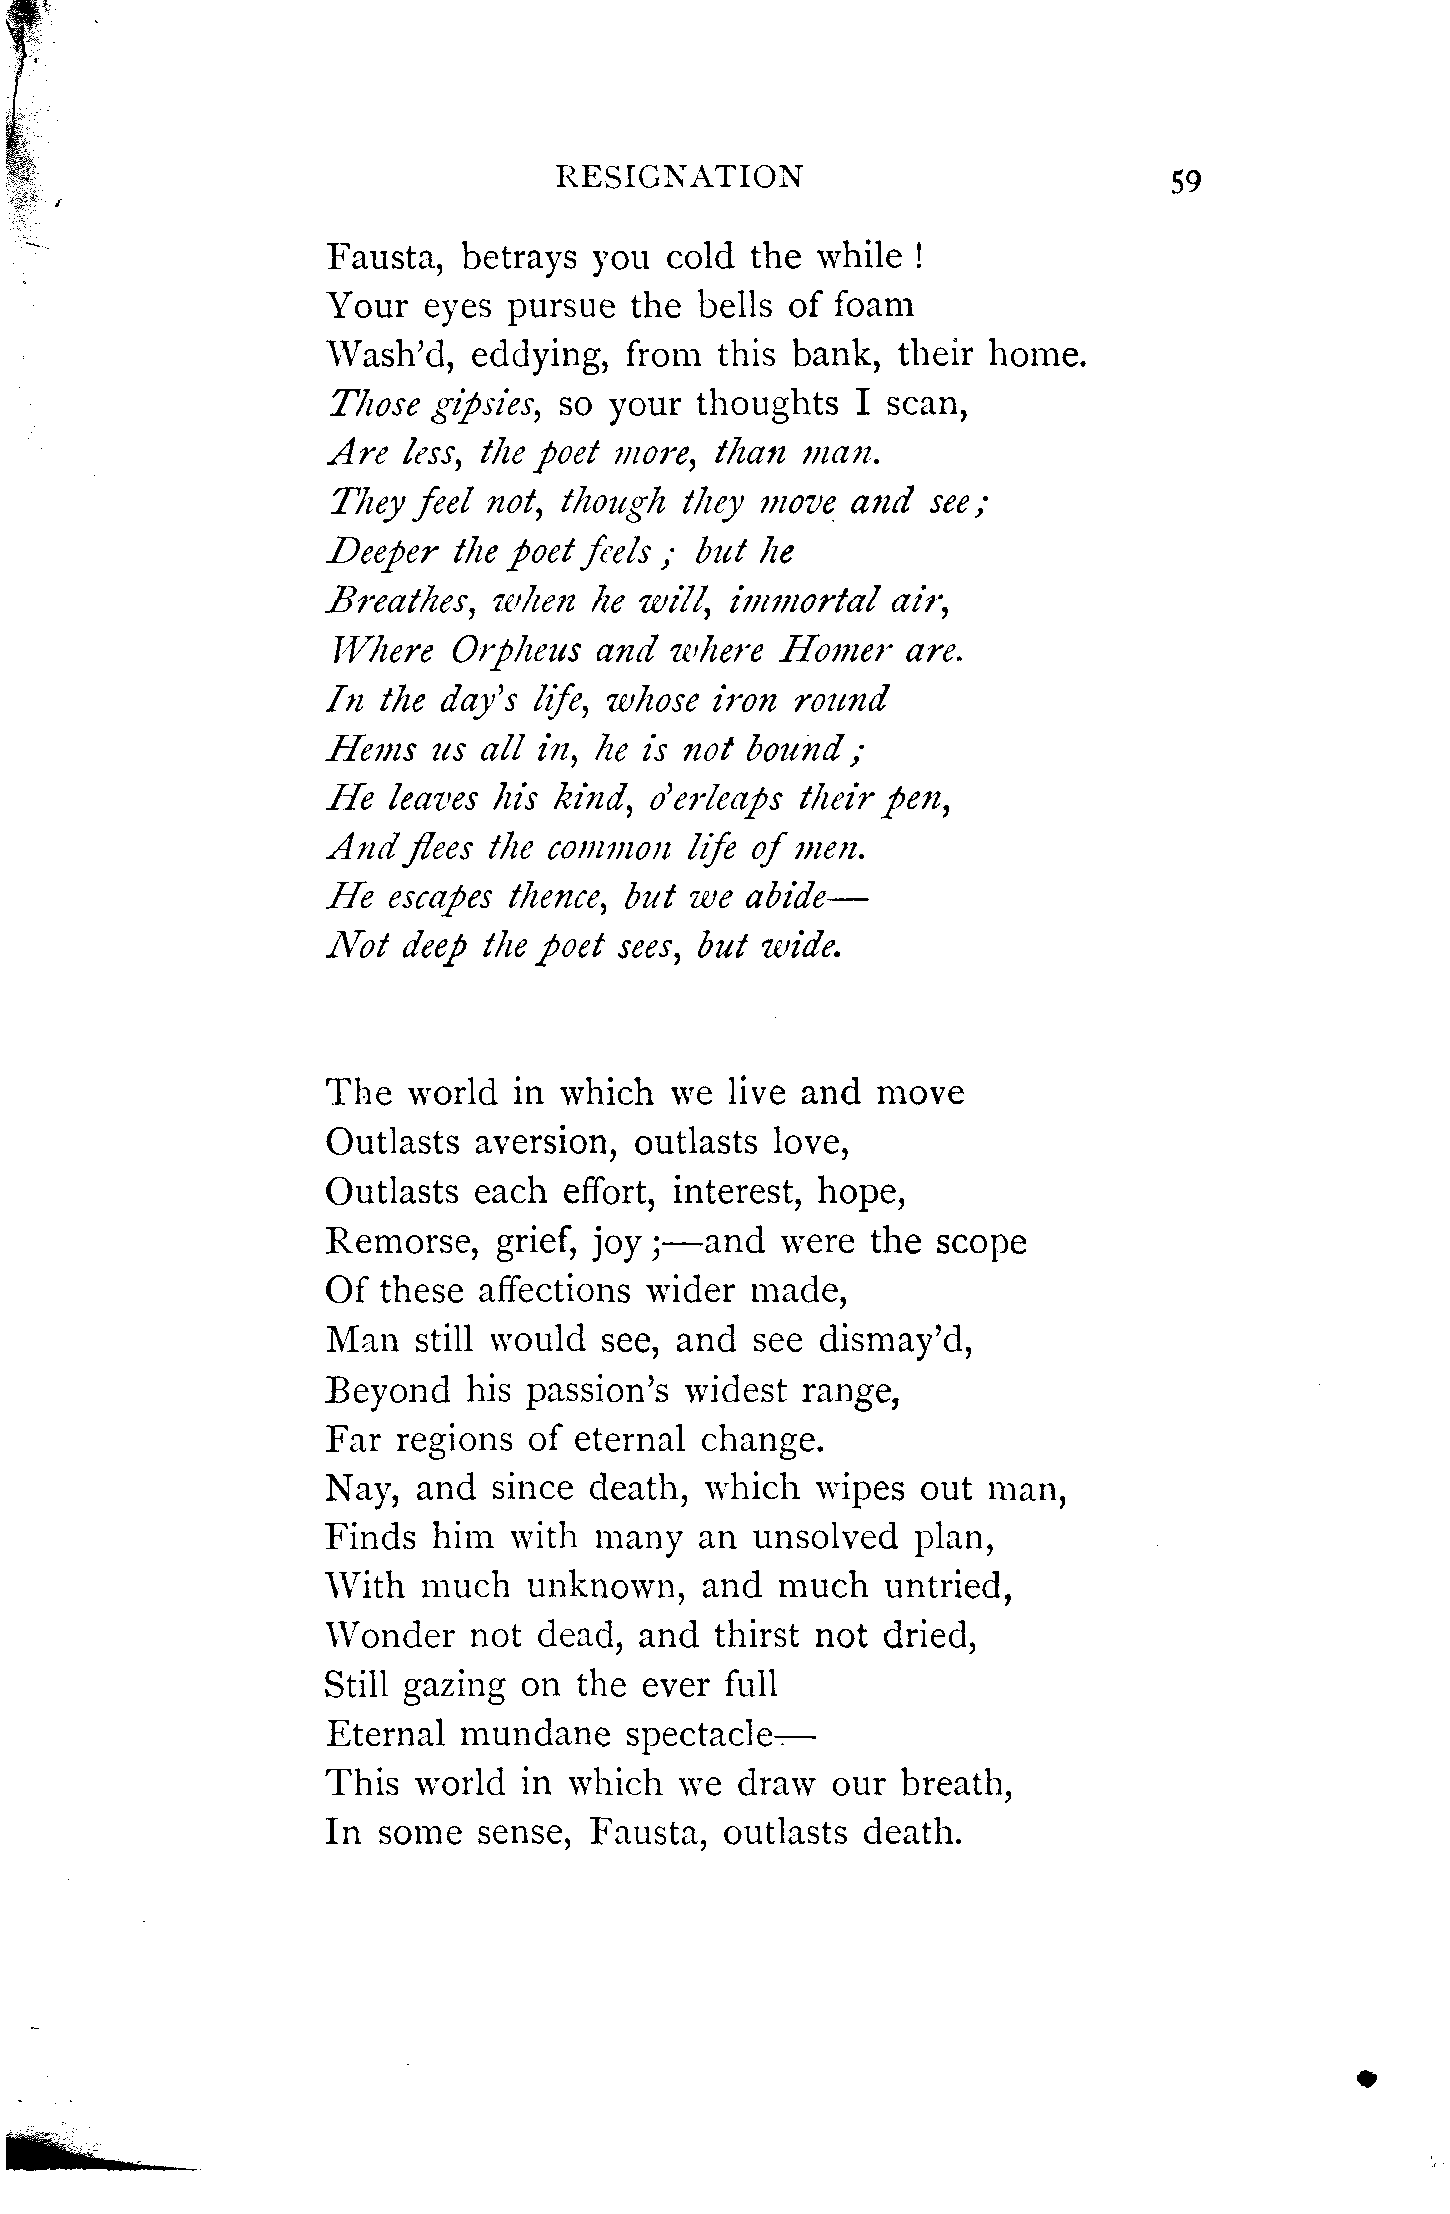 RESIGNATION 59
Fausta, betrays you cold the while !
Your eyes pursue the bells of foam
Wash'd, eddying, from this bank, their home.
Those gipsies, so your thoughts I scan,
Are less, the poet more, than man.
They feel not, though they move and see ;
Deeper the poet feels ; but he
Breathes, when he will, immortal air,
Where Orpheus and where Homer are.
In the day's life, whose iron round
Hems us all in, he is not bound ;
He leaves his kind, o'erleaps their pen,
And flees the common life of men.
He escapes thence, but we abide—
Not deep the poet sees, but wide.
The world in which we live and move
Outlasts aversion, outlasts love,
Outlasts each effort, interest, hope,
Remorse, grief, joy ;—and were the scope
Of these affections wider made,
Man still would see, and see dismay'd,
Beyond his passion's widest range,
Far regions of eternal change.
Nay, and since death, which wipes out man,
Finds him with many an unsolved plan,
With much unknown, and much untried,
Wonder not dead, and thirst not dried,
Still gazing on the ever full
Eternal mundane spectacle—
This world in which we draw our breath,
In some sense, Fausta, outlasts death.